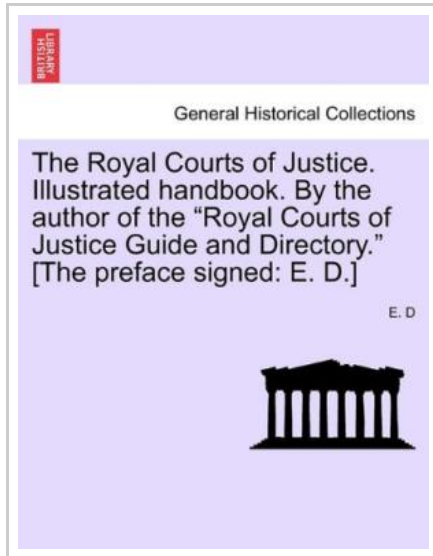 BRITISH
LIBRARY
General Historical Collections
The Royal Courts of Justice.
Illustrated handbook. By the
author of the “Royal Courts of
Justice Guide and Directory.”
[The preface signed: E. D.]
E. D